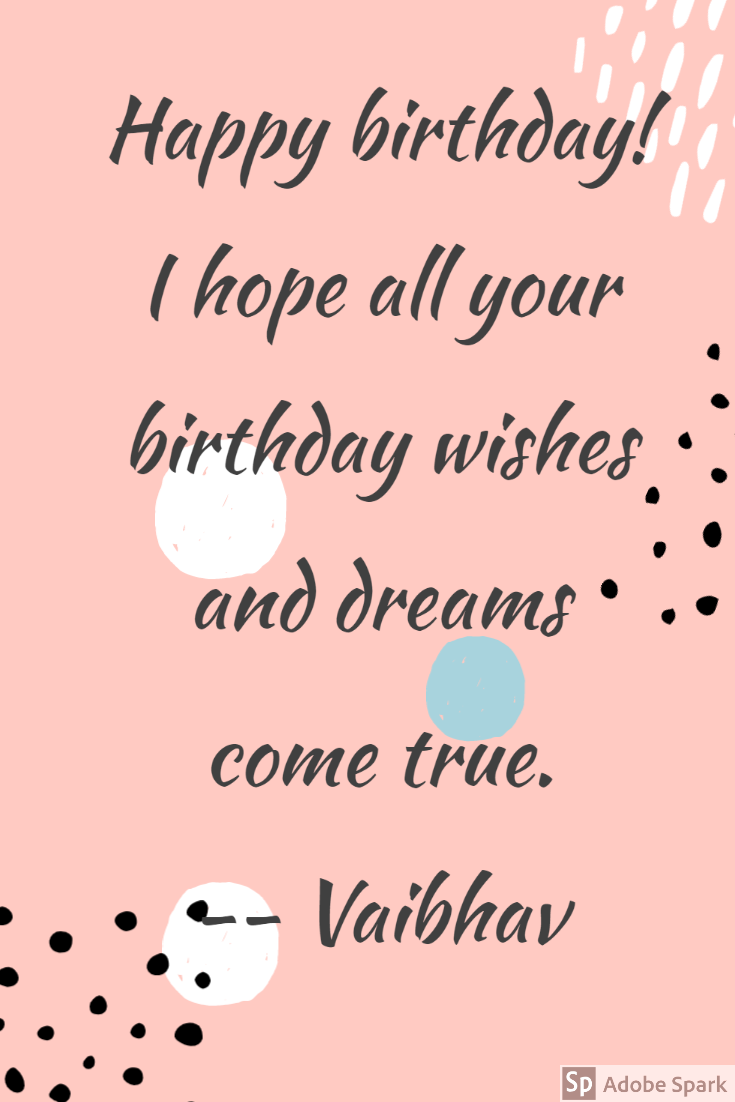 Happy birthday!
I hope all your
birthday wishes
and dreams
come true.
-- Vaibhav
Sp Adobe Spark